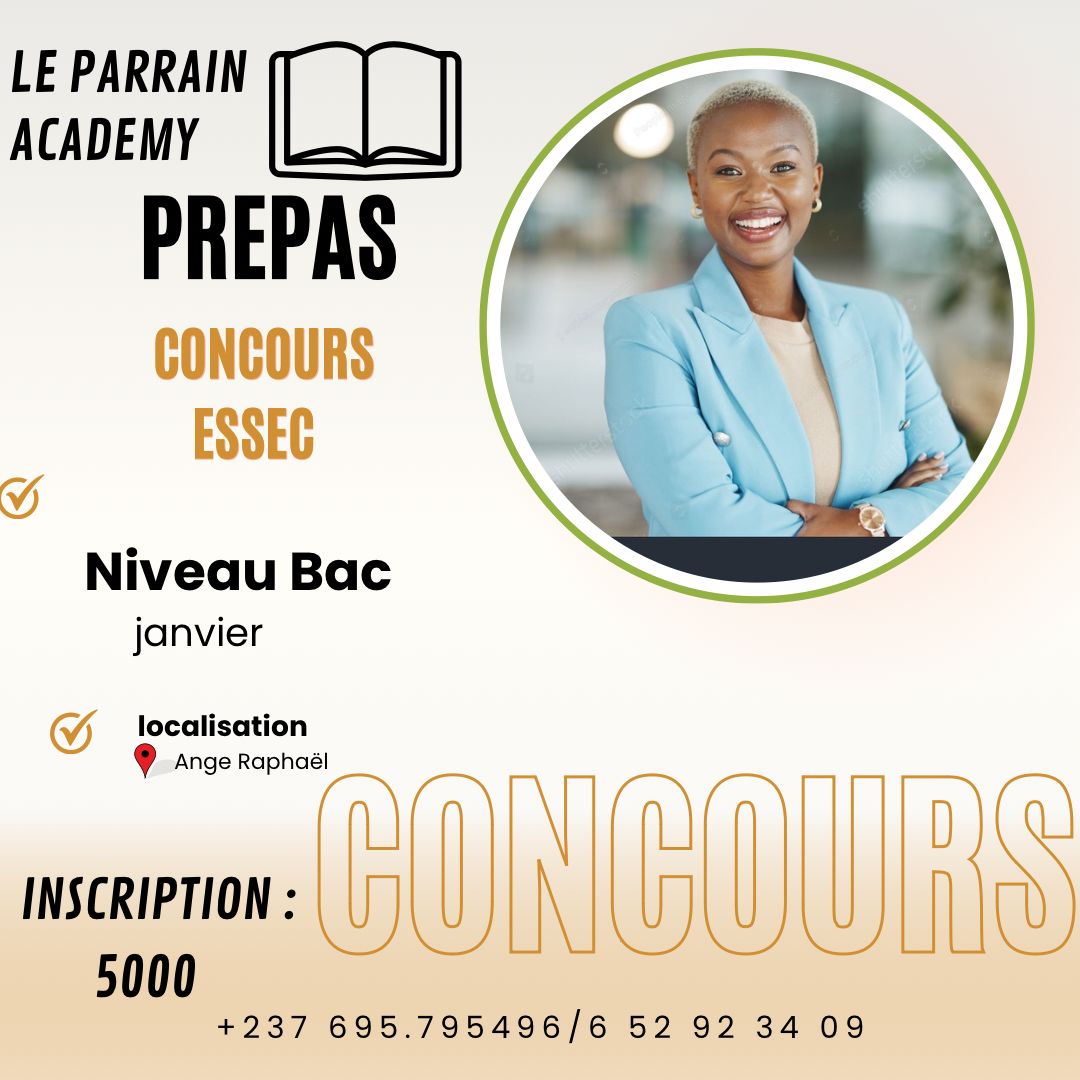 LE PARRAIN
ACADEMY
PREPAS
CONCOURS
ESSEC
Niveau Bac
janvier
localisation
Ange Raphaël
CONCOURS
INSCRIPTION :
5000
+237 695.795496/6 52 92 34 09